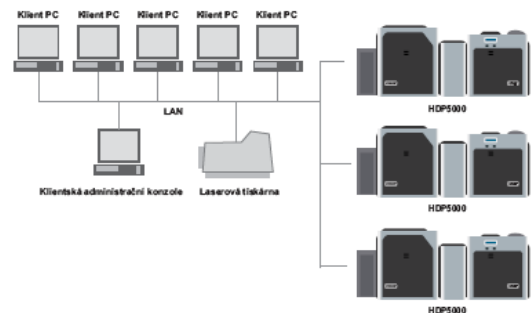 Klient PC Klient PC Klient PC Klient PC Klient PC
HDP5000
LAN
Klientská administrační konzole Laserová tiskárna
HDP5000
HDP5000